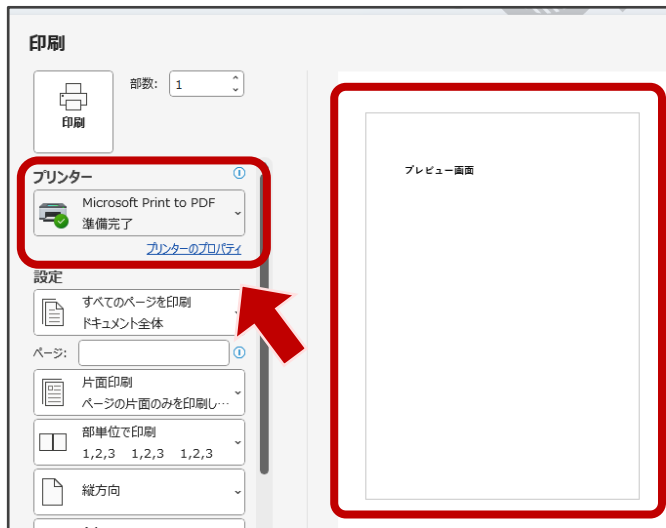 印刷
部数: 1
印刷
プリンター
Microsoft Print to PDF
準備完了
プリンターのプロパティ
プレビュー画面
設定
すべてのページを印刷
ドキュメント全体
ページ:
片面印刷
ページの片面のみを印刷し…
部単位で印刷
1,2,3 1,2,3 1,2,3
縦方向